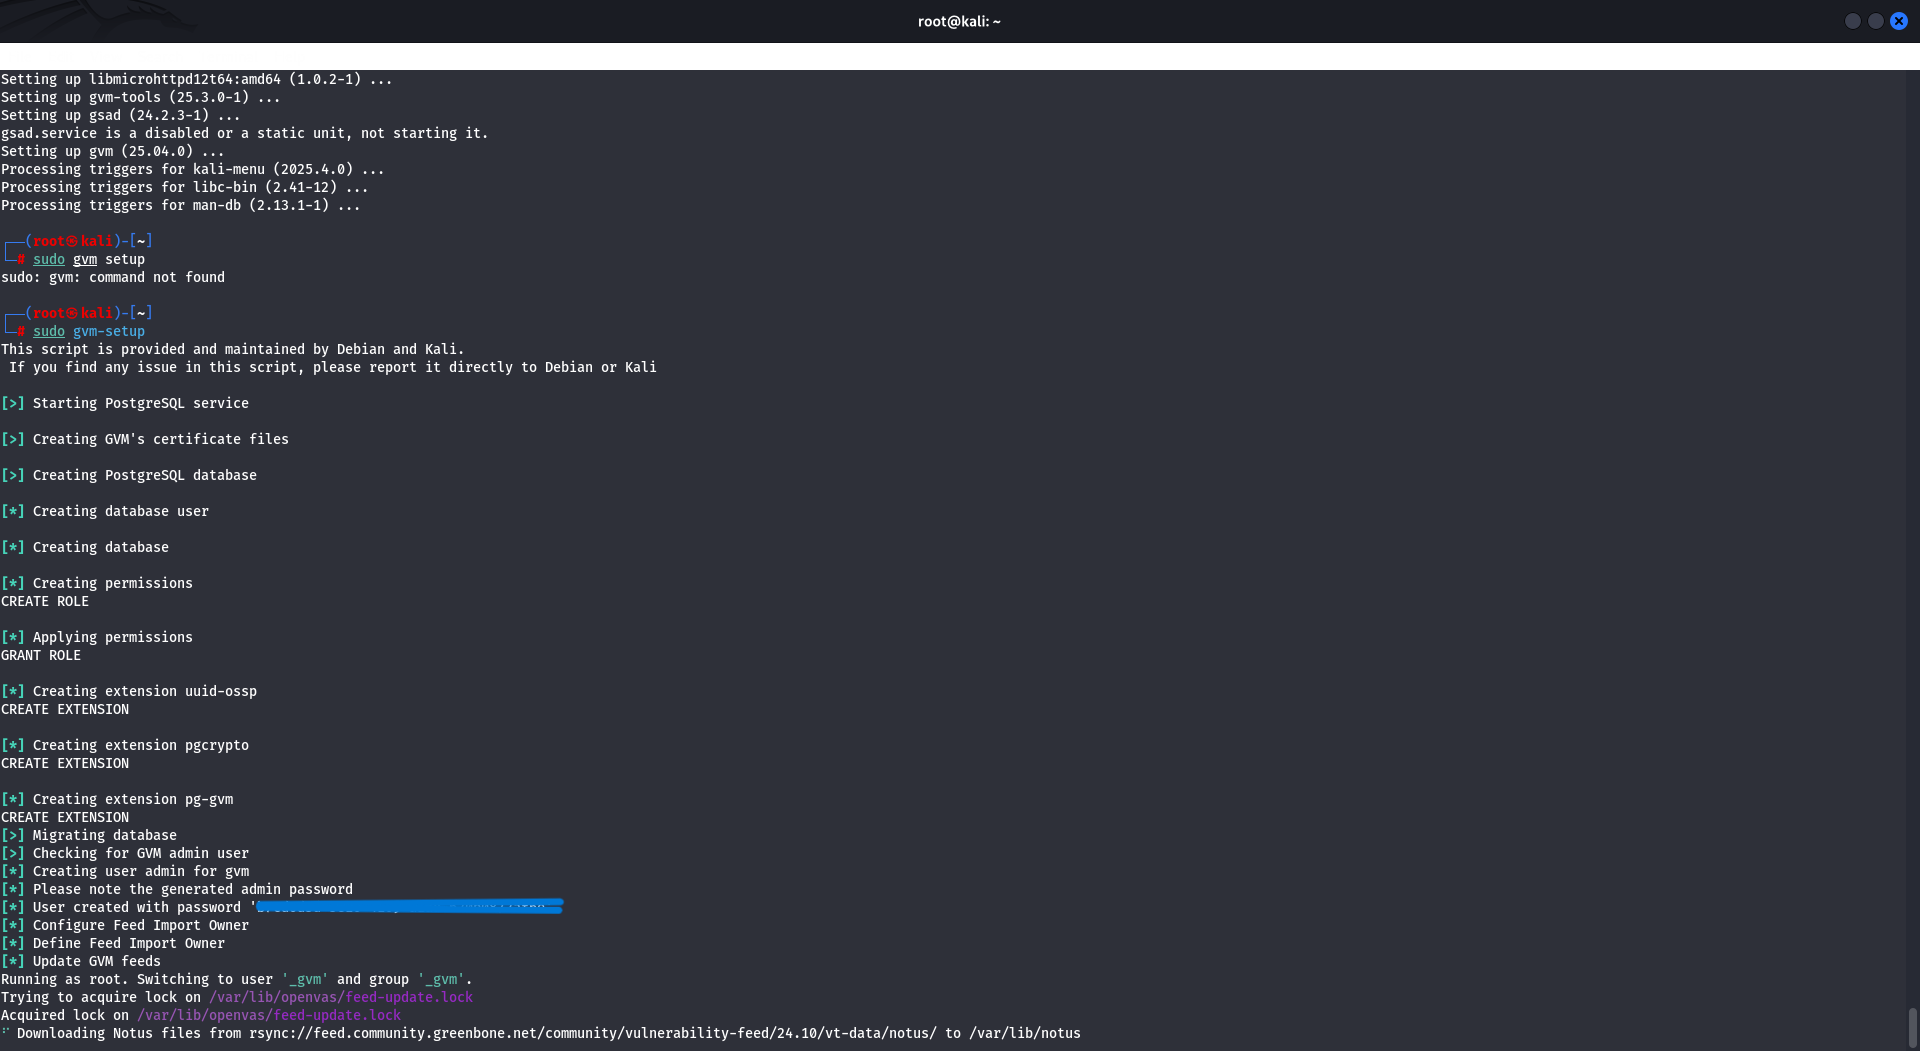 root@kali: ~
Setting up libmicrohttpd12t64:amd64 (1.0.2-1) ...
Setting up gvm-tools (25.3.0-1) ...
Setting up gsad (24.2.3-1) ...
gsad.service is a disabled or a static unit, not starting it.
Setting up gvm (25.04.0) ...
Processing triggers for kali-menu (2025.4.0) ...
Processing triggers for libc-bin (2.41-12) ...
Processing triggers for man-db (2.13.1-1) ...
┌──(root㉿kali)-[~]
└─# sudo gvm setup
sudo: gvm: command not found
┌──(root㉿kali)-[~]
└─# sudo gvm-setup
This script is provided and maintained by Debian and Kali.
If you find any issue in this script, please report it directly to Debian or Kali
[>] Starting PostgreSQL service
[>] Creating GVM's certificate files
[>] Creating PostgreSQL database
[*] Creating database user
[*] Creating database
[*] Creating permissions
CREATE ROLE
[*] Applying permissions
GRANT ROLE
[*] Creating extension uuid-ossp
CREATE EXTENSION
[*] Creating extension pgcrypto
CREATE EXTENSION
[*] Creating extension pg-gvm
CREATE EXTENSION
[>] Migrating database
[>] Checking for GVM admin user
[*] Creating user admin for gvm
[*] Please note the generated admin password
[*] User created with password '
[*] Configure Feed Import Owner
[*] Define Feed Import Owner
[*] Update GVM feeds
Running as root. Switching to user '_gvm' and group '_gvm'.
Trying to acquire lock on /var/lib/openvas/feed-update.lock
Acquired lock on /var/lib/openvas/feed-update.lock
Downloading Notus files from rsync://feed.community.greenbone.net/community/vulnerability-feed/24.10/vt-data/notus/ to /var/lib/notus